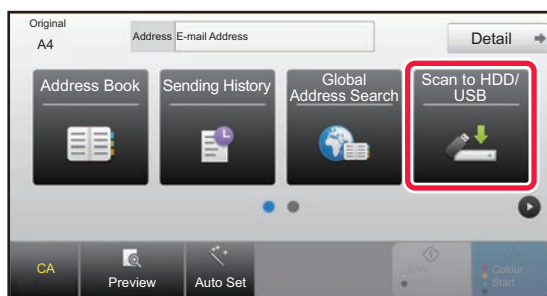 Original
A4
Address E-mail Address
Detail
Address Book
Sending History
Global
Address Search
Scan to HDD/
USB
CA
Preview
Auto Set
B/W
Colour
Start